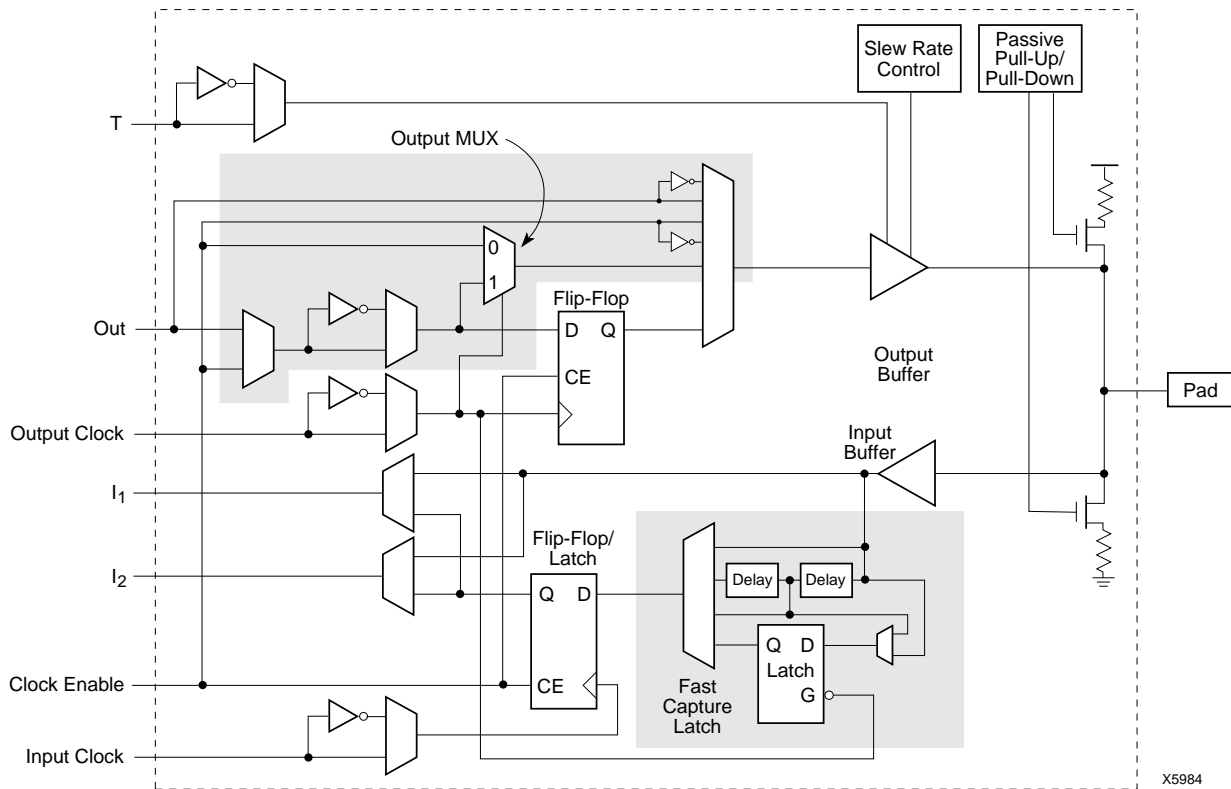 Slew Rate
Control
Passive
Pull-Up/
Pull-Down
T
Output MUX
0
1
Flip-Flop
D Q
CE
Out
Output
Buffer
Pad
Output Clock
Input
Buffer
I1
Flip-Flop/
Latch
I2
Delay
Delay
Q D
Q D
Latch
G
CE
Clock Enable
Fast
Capture
Latch
Input Clock
X5984